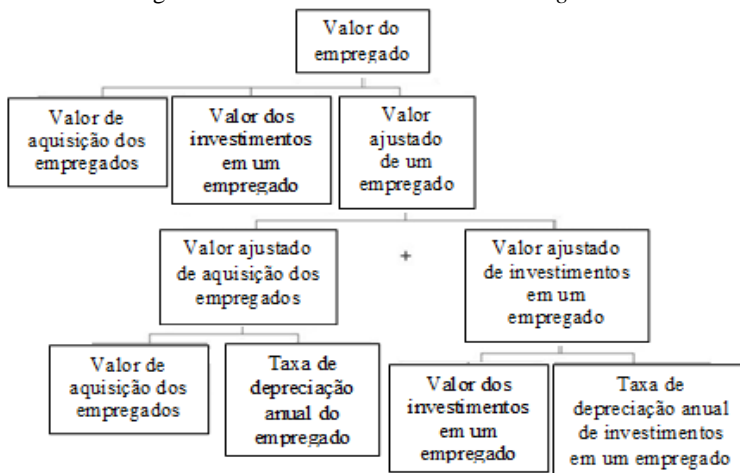 Valor do
empregado
Valor de
aquisição dos
empregados
Valor dos
investimentos
em um
empregado
Valor
ajustado
de um
empregado
Valor ajustado
de aquisição dos
empregados
+
Valor ajustado
de investimentos
em um
empregado
Valor de
aquisição dos
empregados
Taxa de
depreciação
anual do
empregado
Valor dos
investimentos
em um
empregado
Taxa de
depreciação anual
de investimentos
em um empregado